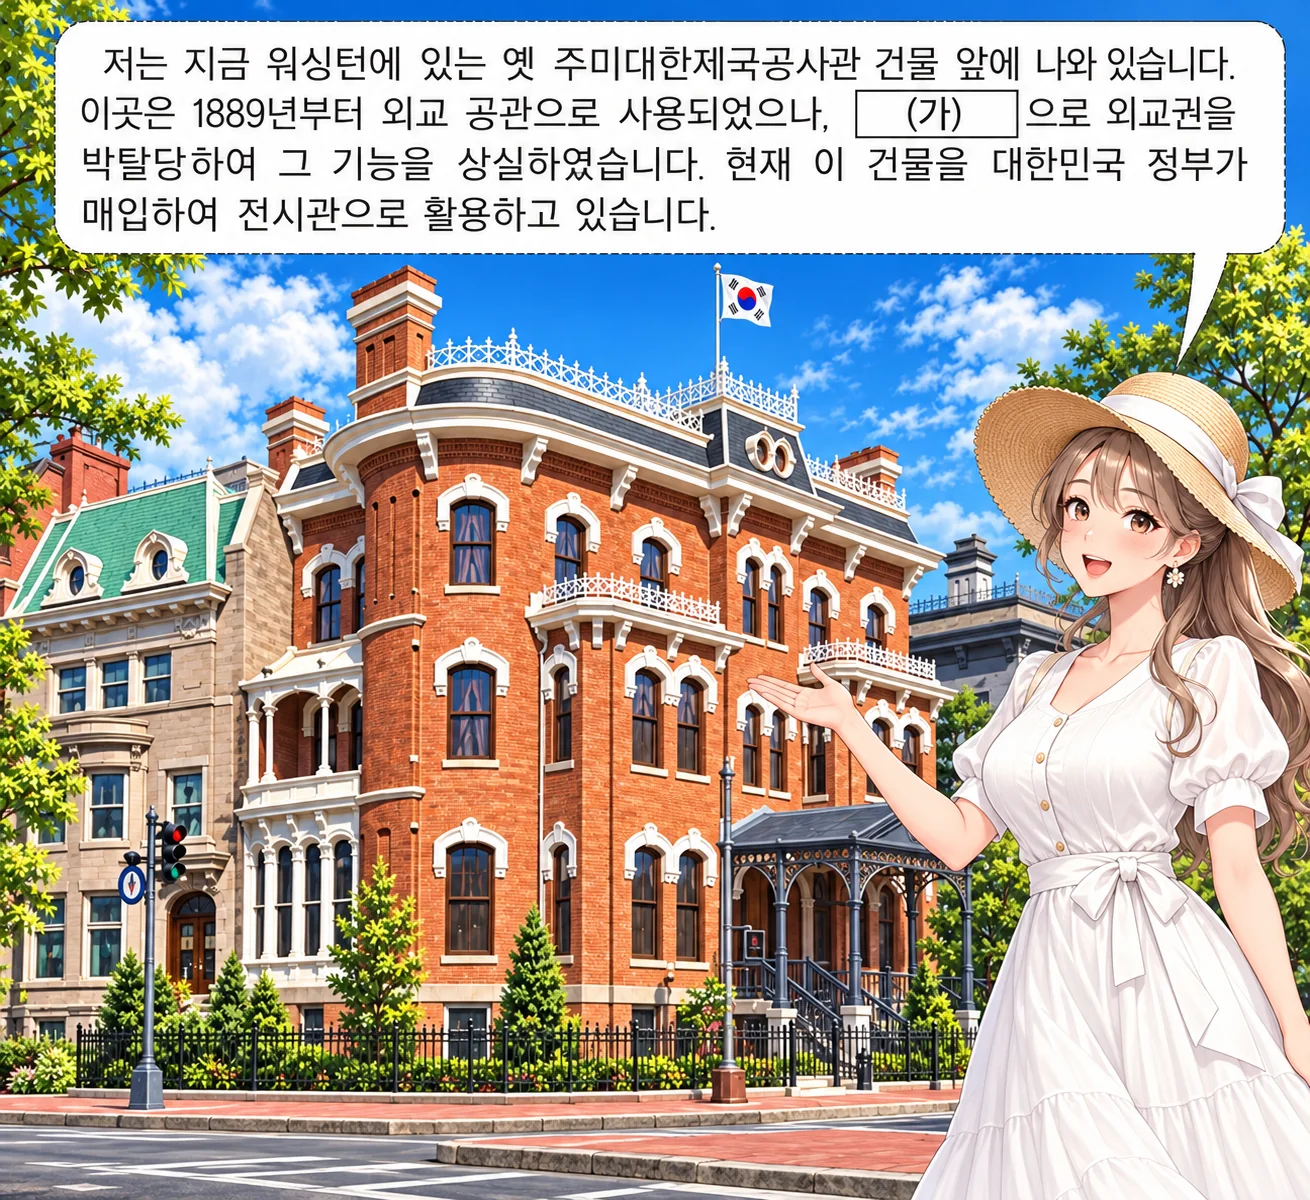 저는 지금 워싱턴에 있는 옛 주미대한제국공사관 건물 앞에 나와 있습니다.
이곳은 1889년부터 외교 공관으로 사용되었으나, (가) 으로 외교권을
박탈당하여 그 기능을 상실하였습니다. 현재 이 건물을 대한민국 정부가
매입하여 전시관으로 활용하고 있습니다.